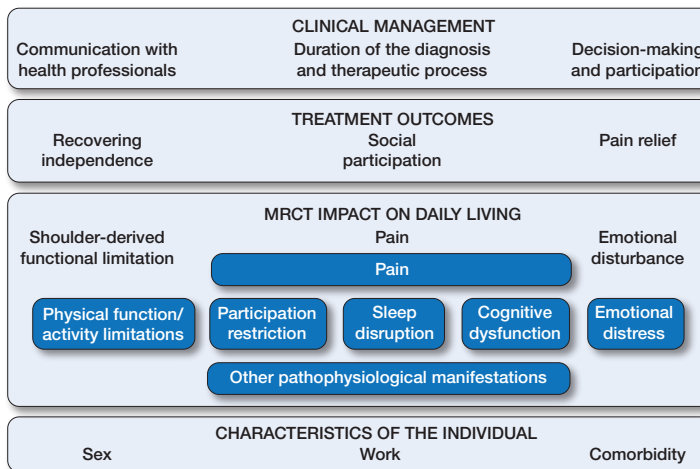 CLINICAL MANAGEMENT
Communication with
health professionals
Duration of the diagnosis
and therapeutic process
Decision-making
and participation
TREATMENT OUTCOMES
Recovering
independence
Social
participation
Pain relief
MRCT IMPACT ON DAILY LIVING
Shoulder-derived
functional limitation
Pain
Emotional
disturbance
Pain
Physical function/
activity limitations
Participation
restriction
Sleep
disruption
Cognitive
dysfunction
Emotional
distress
Other pathophysiological manifestations
CHARACTERISTICS OF THE INDIVIDUAL
Sex
Work
Comorbidity